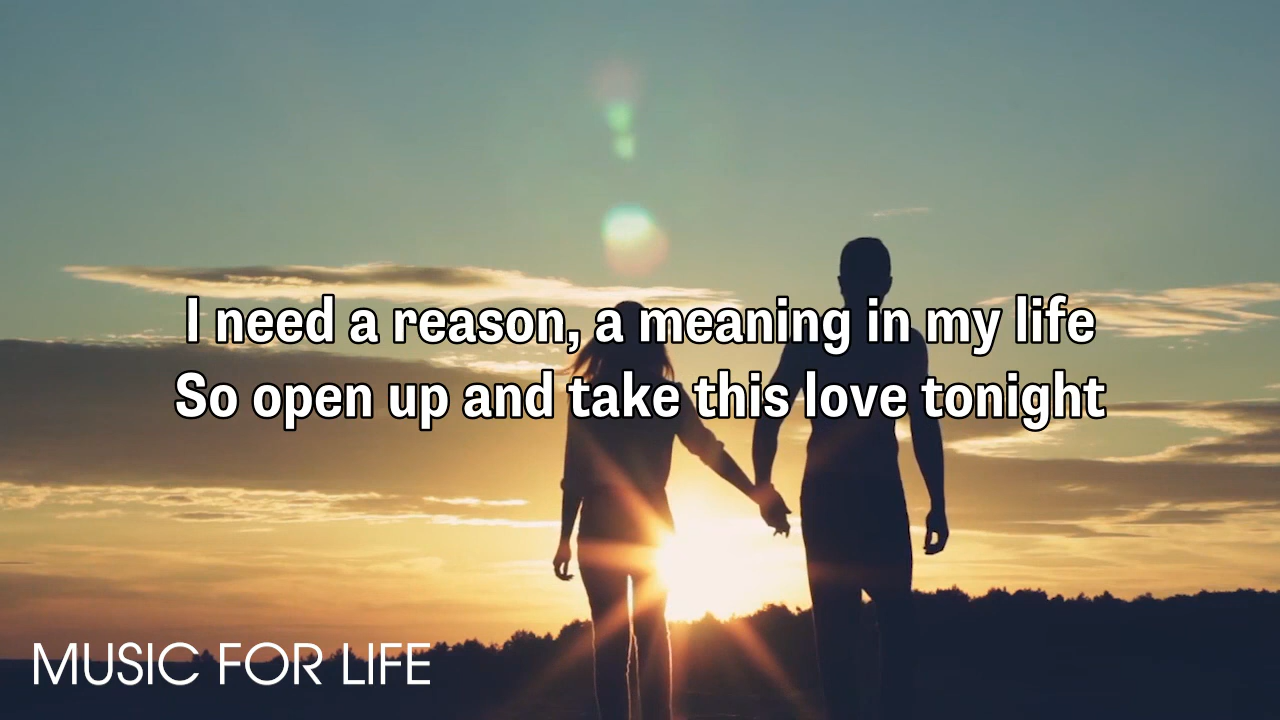 I need a reason, a meaning in my life
So open up and take this love tonight
MUSIC FOR LIFE